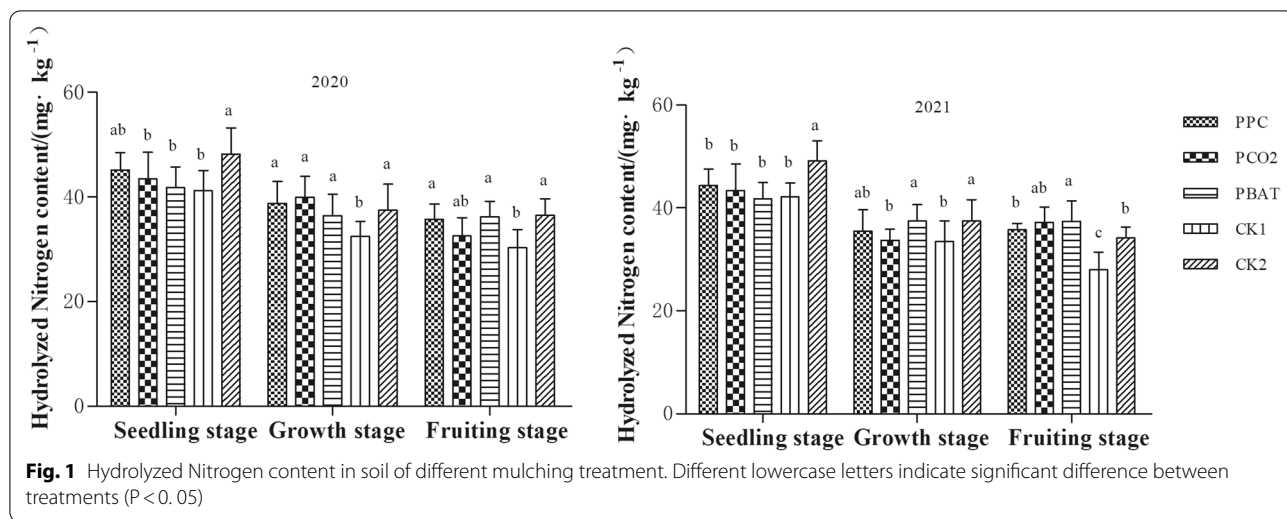 Hydrolyzed Nitrogen content/(mg· kg⁻¹)
2020
60
40
20
0
ab b b b a
a a a b a
a ab a b a
Seedling stage Growth stage Fruiting stage
Hydrolyzed Nitrogen content/(mg· kg⁻¹)
2021
60
40
20
0
b b b b a
ab b a b a
b ab a c b
Seedling stage Growth stage Fruiting stage
PPC
PCO2
PBAT
CK1
CK2
Fig. 1 Hydrolyzed Nitrogen content in soil of different mulching treatment. Different lowercase letters indicate significant difference between
treatments (P < 0. 05)